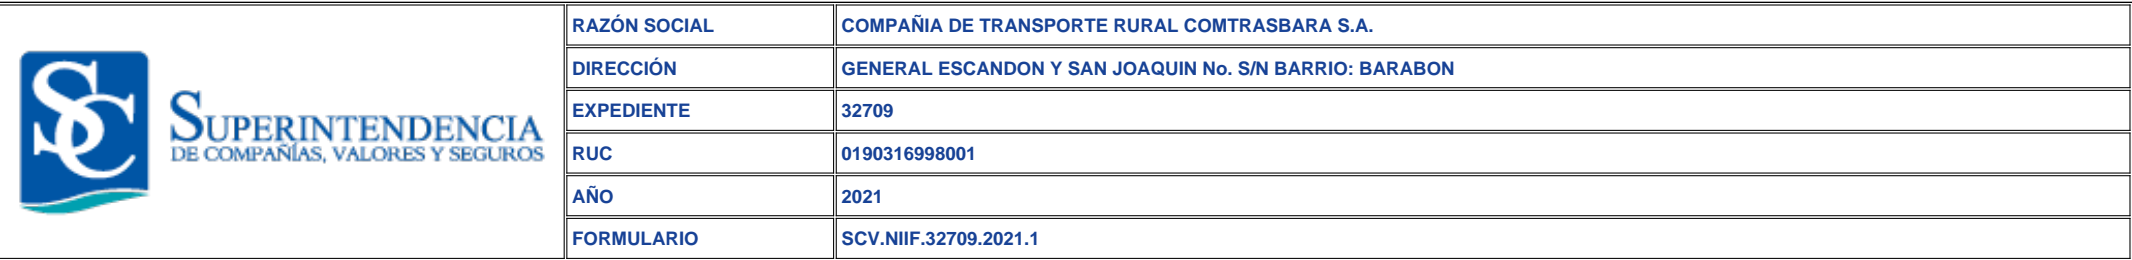 SC
SUPERINTENDENCIA
DE COMPAÑÍAS, VALORES Y SEGUROS
RAZÓN SOCIAL COMPAÑIA DE TRANSPORTE RURAL COMTRASBARA S.A.
DIRECCIÓN GENERAL ESCANDON Y SAN JOAQUIN No. S/N BARRIO: BARABON
EXPEDIENTE 32709
RUC 0190316998001
AÑO 2021
FORMULARIO SCV.NIIF.32709.2021.1